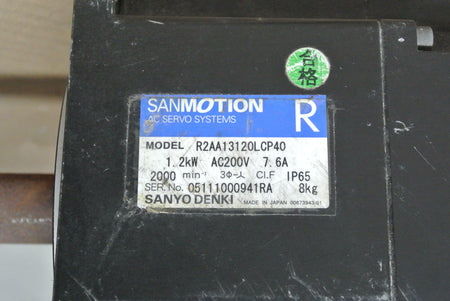 合格
SANMOTION
AC SERVO SYSTEMS
R
MODEL R2AA13120LCP40
1.2kW AC200V 7.6A
2000 min⁻¹ 3Φ-人 CI.F IP65
SER.No.05111000941RA 8kg
SANYO DENKI MADE IN JAPAN